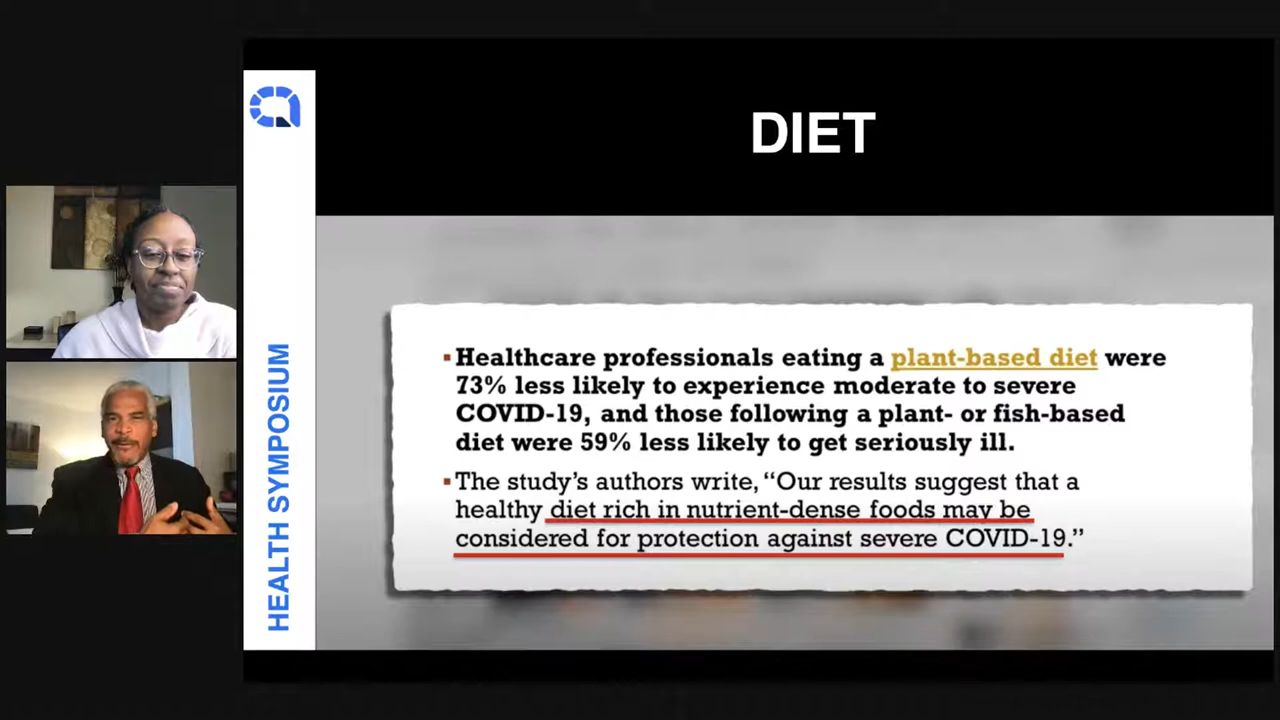 DIET
HEALTH SYMPOSIUM
▪Healthcare professionals eating a plant-based diet were
73% less likely to experience moderate to severe
COVID-19, and those following a plant- or fish-based
diet were 59% less likely to get seriously ill.
▪The study’s authors write, “Our results suggest that a
healthy diet rich in nutrient-dense foods may be
considered for protection against severe COVID-19.”